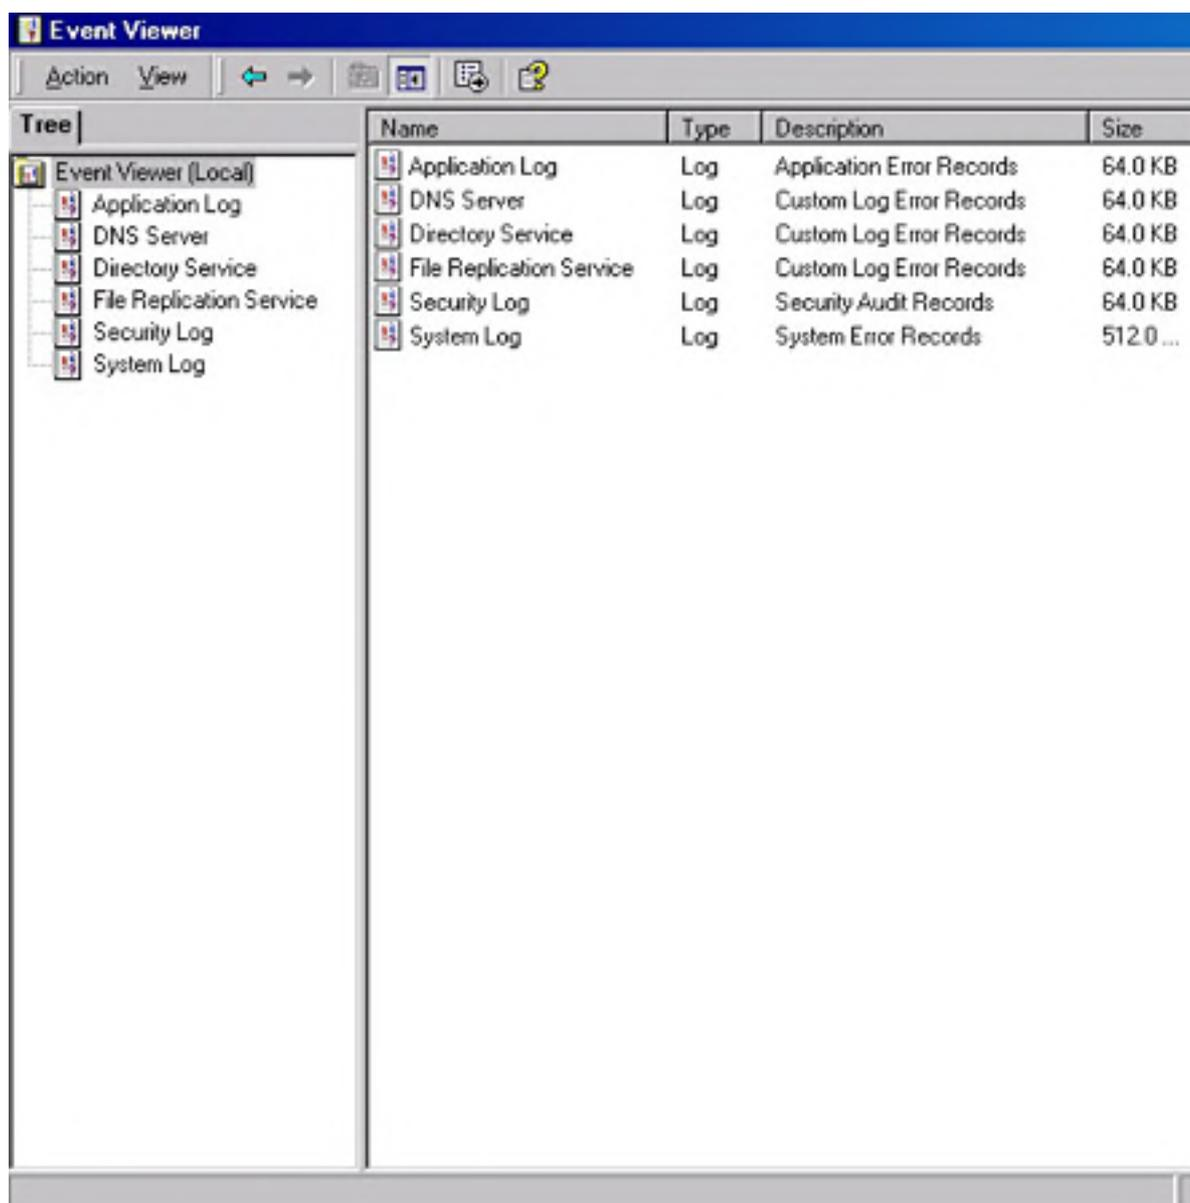 Event Viewer
Action View
Tree
Event Viewer (Local)
Application Log
DNS Server
Directory Service
File Replication Service
Security Log
System Log
Name Type Description Size
Application Log Log Application Error Records 64.0 KB
DNS Server Log Custom Log Error Records 64.0 KB
Directory Service Log Custom Log Error Records 64.0 KB
File Replication Service Log Custom Log Error Records 64.0 KB
Security Log Log Security Audit Records 64.0 KB
System Log Log System Error Records 512.0 ...